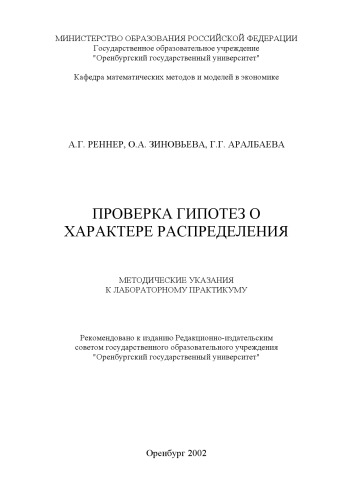 МИНИСТЕРСТВО ОБРАЗОВАНИЯ РОССИЙСКОЙ ФЕДЕРАЦИИ
Государственное образовательное учреждение
"Оренбургский государственный университет"
Кафедра математических методов и моделей в экономике
А.Г. РЕННЕР, О.А. ЗИНОВЬЕВА, Г.Г. АРАЛБАЕВА
ПРОВЕРКА ГИПОТЕЗ О
ХАРАКТЕРЕ РАСПРЕДЕЛЕНИЯ
МЕТОДИЧЕСКИЕ УКАЗАНИЯ
К ЛАБОРАТОРНОМУ ПРАКТИКУМУ
Рекомендовано к изданию Редакционно-издательским
советом государственного образовательного учреждения
"Оренбургский государственный университет"
Оренбург 2002